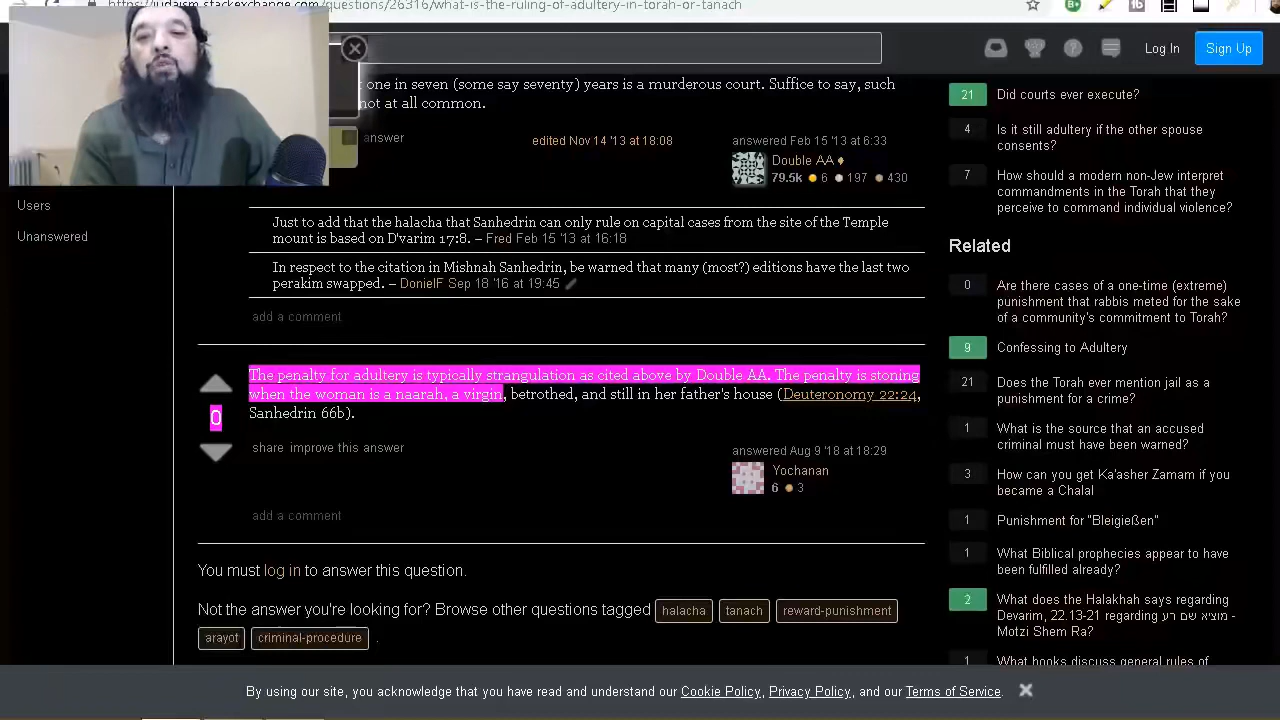 https://judaism.stackexchange.com/questions/26316/what-is-the-ruling-of-adultery-in-torah-or-tanach
Log In
Sign Up
one in seven (some say seventy) years is a murderous court. Suffice to say, such
not at all common.
answer
edited Nov 14 '13 at 18:08
answered Feb 15 '13 at 6:33
Double AA ♦
79.5k 6 197 430
Users
Unanswered
Just to add that the halacha that Sanhedrin can only rule on capital cases from the site of the Temple
mount is based on D'varim 17:8. – Fred Feb 15 '13 at 16:18
In respect to the citation in Mishnah Sanhedrin, be warned that many (most?) editions have the last two
perakim swapped. – DonielF Sep 18 '16 at 19:45
add a comment
The penalty for adultery is typically strangulation as cited above by Double AA. The penalty is stoning
when the woman is a naarah, a virgin, betrothed, and still in her father's house (Deuteronomy 22:24,
Sanhedrin 66b).
0
share improve this answer
answered Aug 9 '18 at 18:29
Yochanan
6 3
add a comment
You must log in to answer this question.
Not the answer you're looking for? Browse other questions tagged halacha tanach reward-punishment
arayot criminal-procedure .
21 Did courts ever execute?
4 Is it still adultery if the other spouse
consents?
7 How should a modern non-Jew interpret
commandments in the Torah that they
perceive to command individual violence?
Related
0 Are there cases of a one-time (extreme)
punishment that rabbis meted for the sake
of a community's commitment to Torah?
9 Confessing to Adultery
21 Does the Torah ever mention jail as a
punishment for a crime?
1 What is the source that an accused
criminal must have been warned?
3 How can you get Ka'asher Zamam if you
became a Chalal
1 Punishment for "Bleigießen"
1 What Biblical prophecies appear to have
been fulfilled already?
2 What does the Halakhah says regarding
Devarim, 22.13-21 regarding מוציא שם רע -
Motzi Shem Ra?
1 What books discuss general rules of
By using our site, you acknowledge that you have read and understand our Cookie Policy, Privacy Policy, and our Terms of Service.